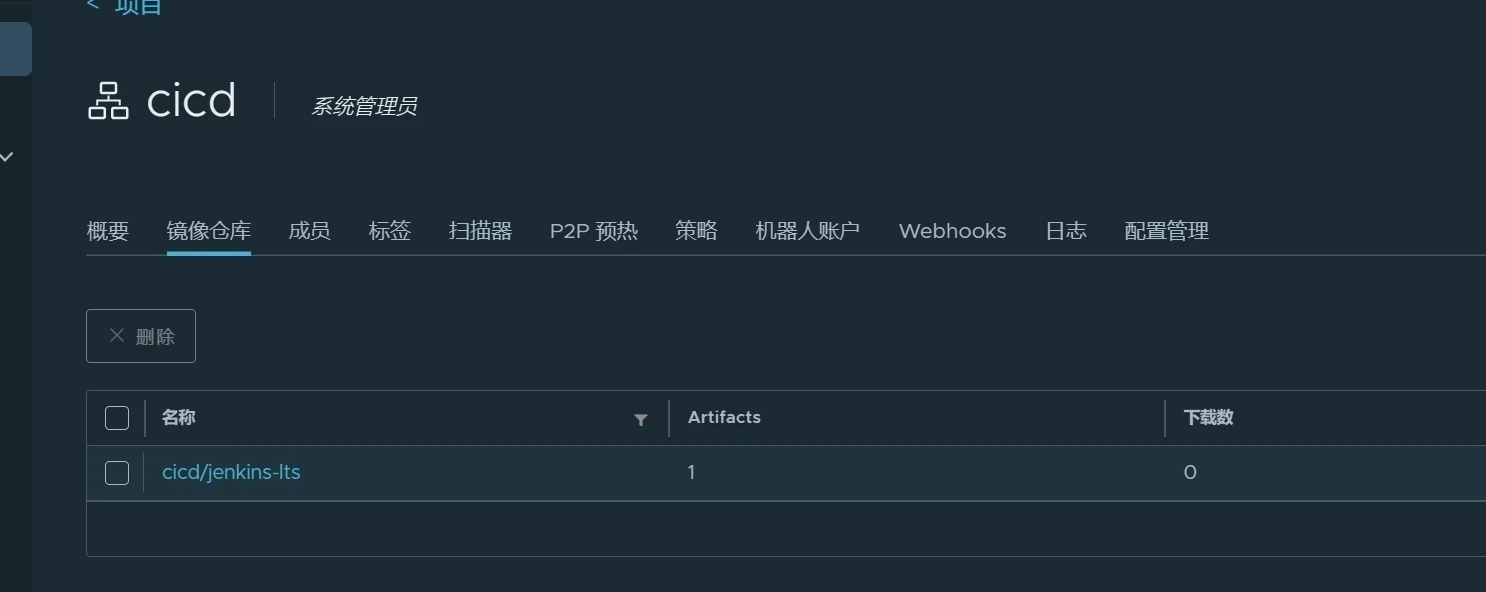 < 项目
cicd 系统管理员
概要 镜像仓库 成员 标签 扫描器 P2P 预热 策略 机器人账户 Webhooks 日志 配置管理
× 删除
名称 Artifacts 下载数
cicd/jenkins-lts 1 0